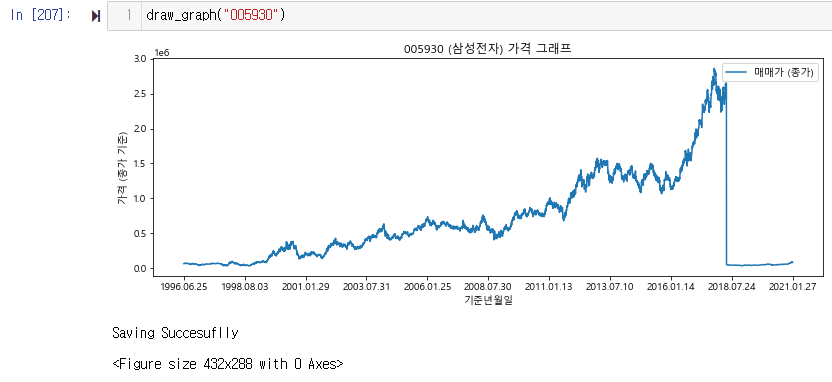 In [207]:
1 draw_graph("005930")
005930 (삼성전자) 가격 그래프
1e6
3.0
2.5
2.0
1.5
1.0
0.5
0.0
가격 (종가 기준)
매매가 (종가)
1996.06.25 1998.08.03 2001.01.29 2003.07.31 2006.01.25 2008.07.30 2011.01.13 2013.07.10 2016.01.14 2018.07.24 2021.01.27
기준년월일
Saving Succesuflly
<Figure size 432x288 with 0 Axes>